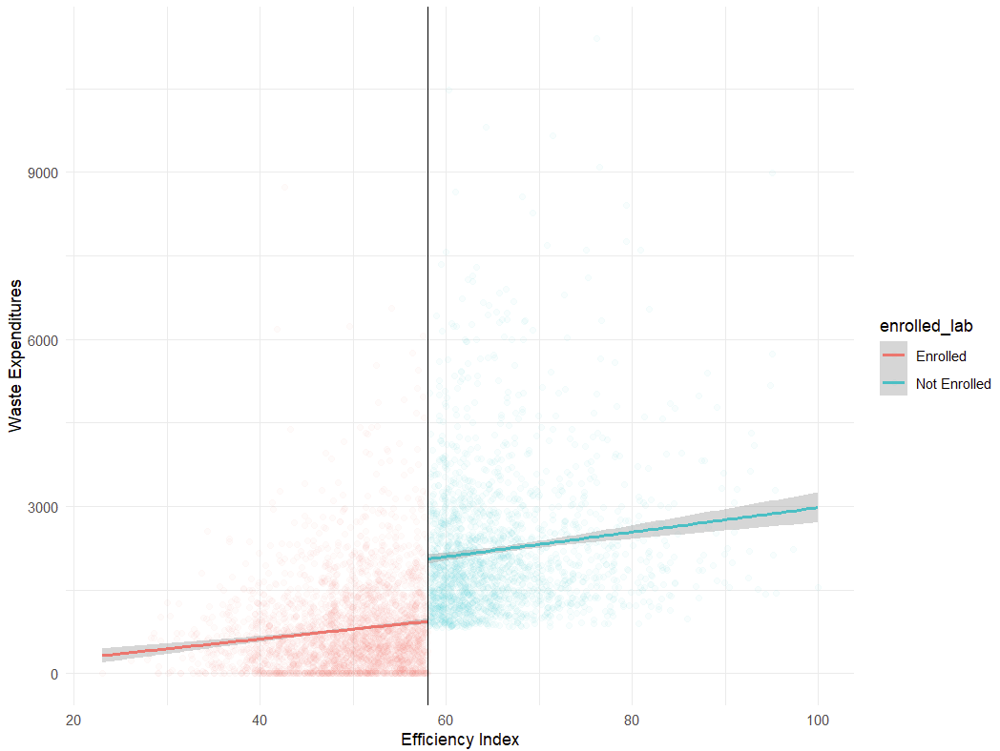 9000
6000
3000
0
Waste Expenditures
20
40
60
80
100
Efficiency Index
enrolled_lab
Enrolled
Not Enrolled